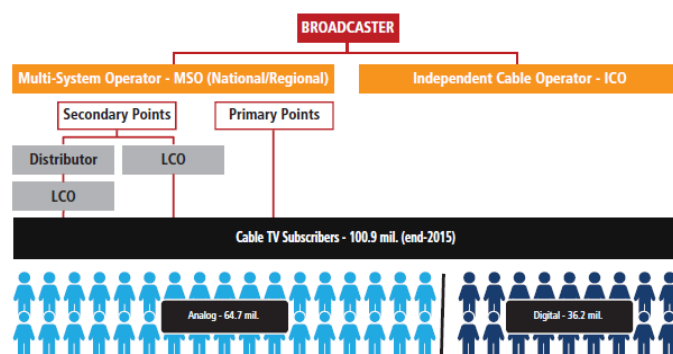 BROADCASTER
Multi-System Operator - MSO (National/Regional)
Independent Cable Operator - ICO
Secondary Points
Primary Points
Distributor
LCO
LCO
Cable TV Subscribers - 100.9 mil. (end-2015)
Analog - 64.7 mil.
Digital - 36.2 mil.